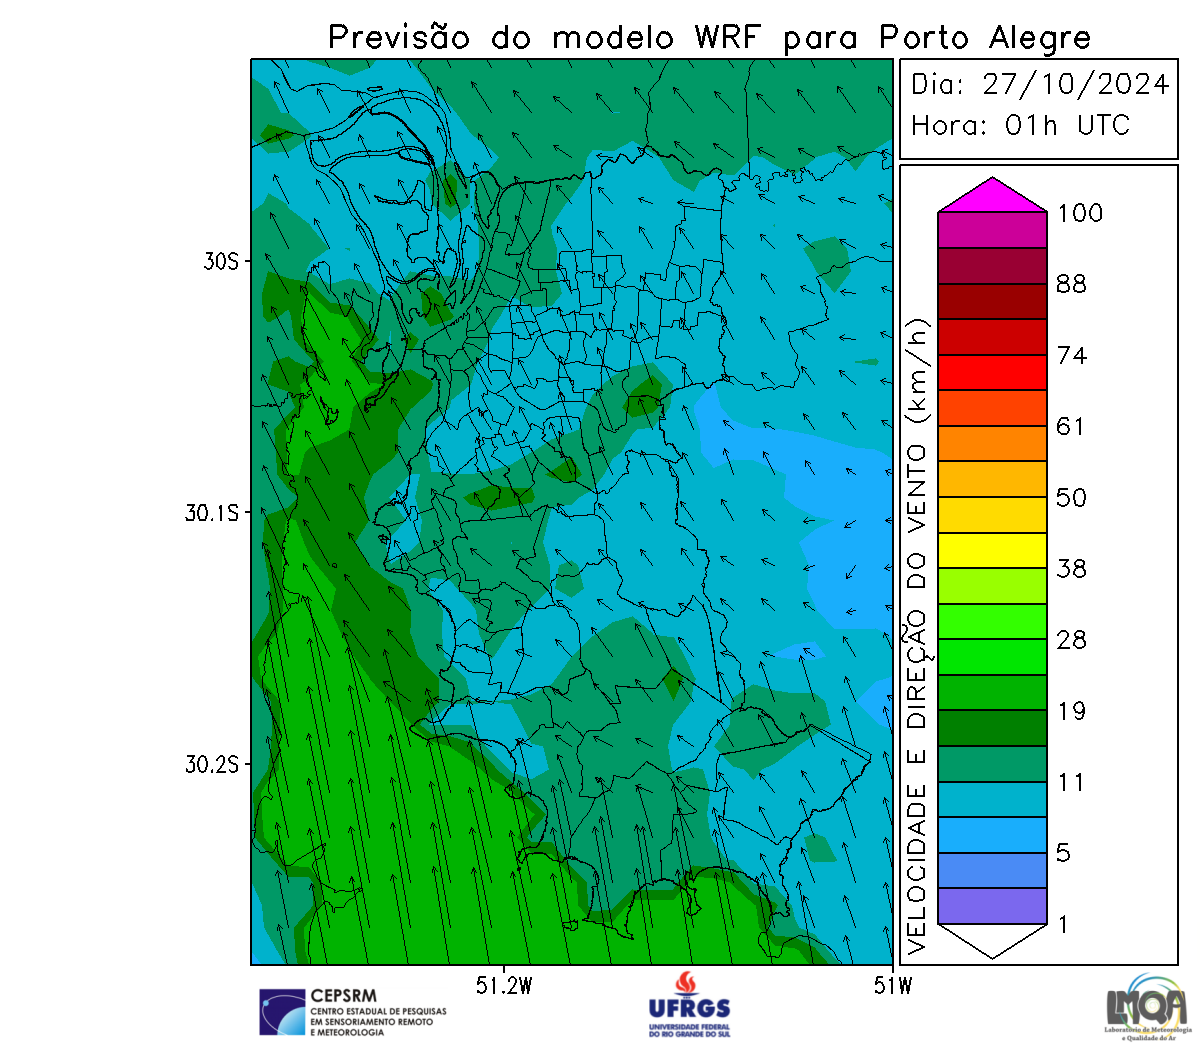 Previsão do modelo WRF para Porto Alegre
Dia: 27/10/2024
Hora: 01h UTC
30S
30.1S
30.2S
51.2W
51W
VELOCIDADE E DIREÇÃO DO VENTO (km/h)
100
88
74
61
50
38
28
19
11
5
1
CEPSRM
CENTRO ESTADUAL DE PESQUISAS
EM SENSORIAMENTO REMOTO
E METEOROLOGIA
UFRGS
UNIVERSIDADE FEDERAL
DO RIO GRANDE DO SUL
LMQA
Laboratório de Meteorologia
e Qualidade do Ar